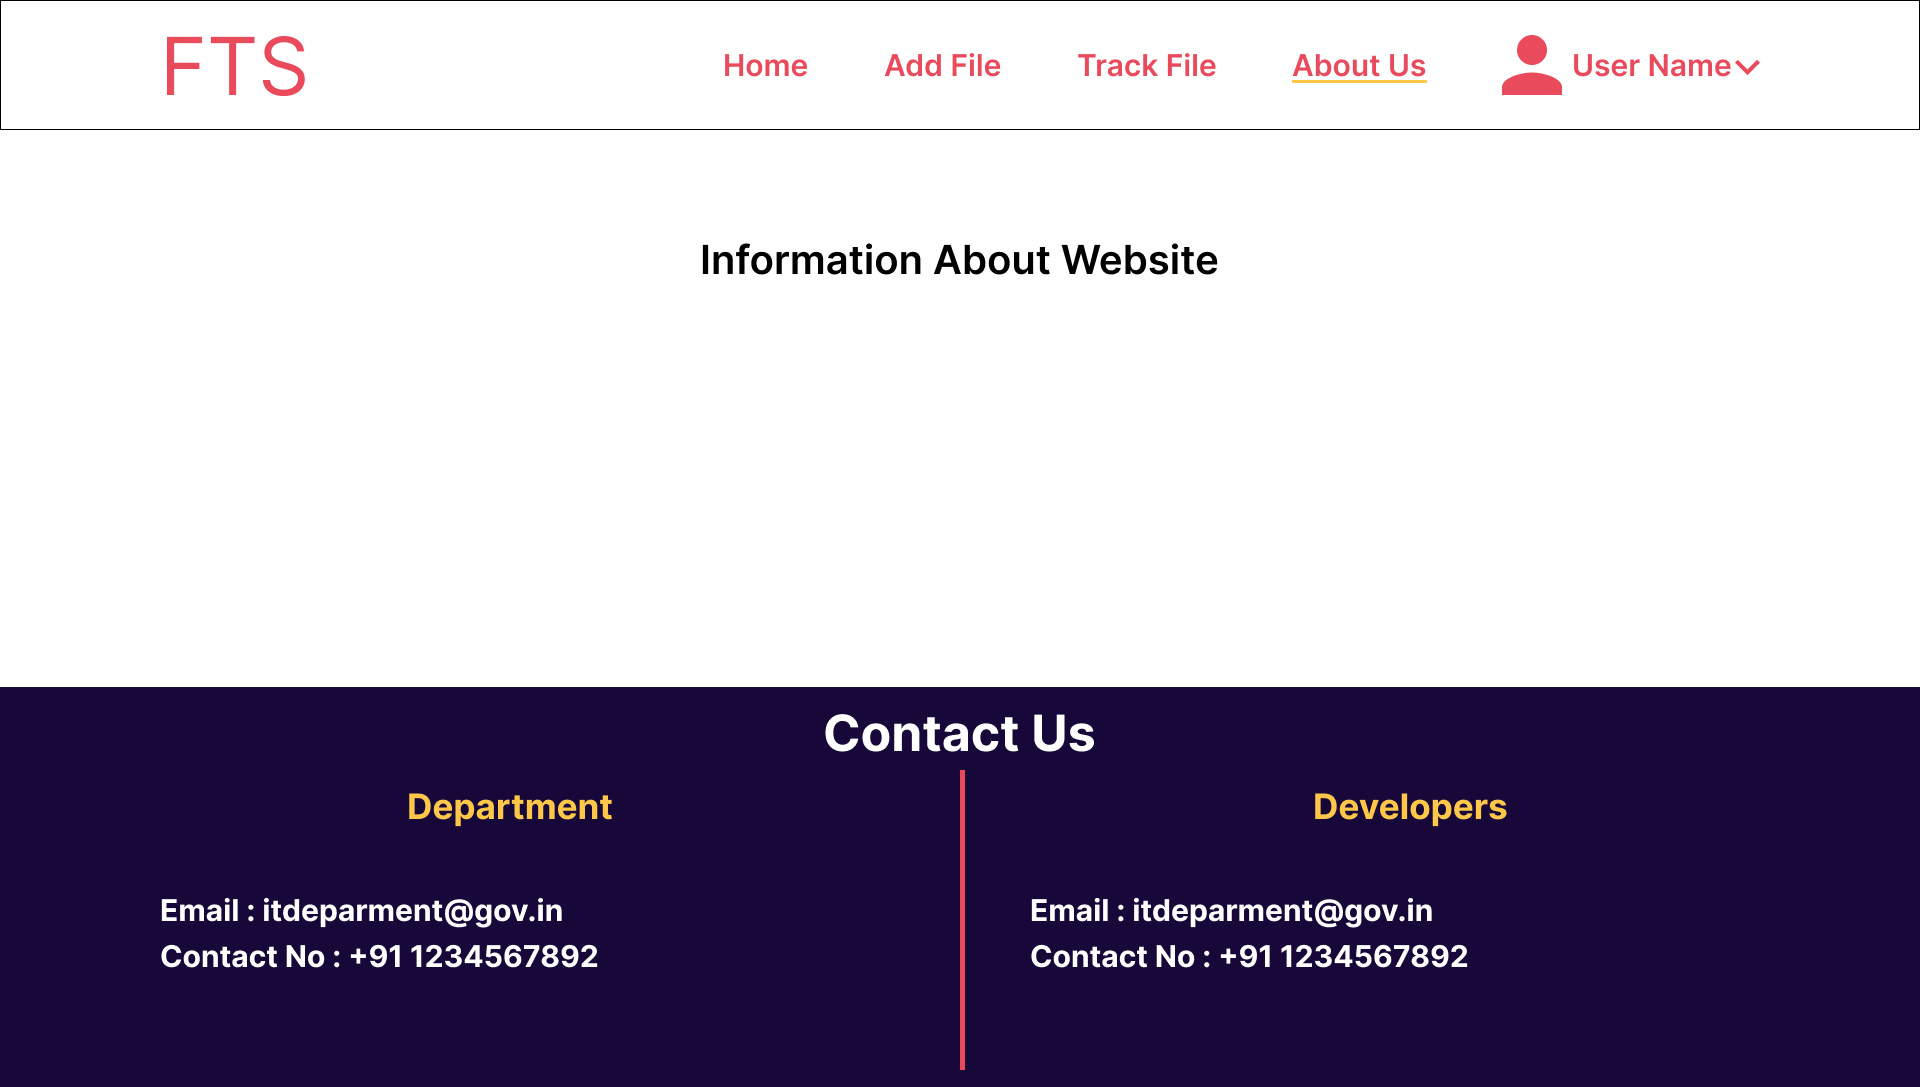 FTS
Home Add File Track File About Us User Name
Information About Website
Contact Us
Department
Email : itdeparment@gov.in
Contact No : +91 1234567892
Developers
Email : itdeparment@gov.in
Contact No : +91 1234567892